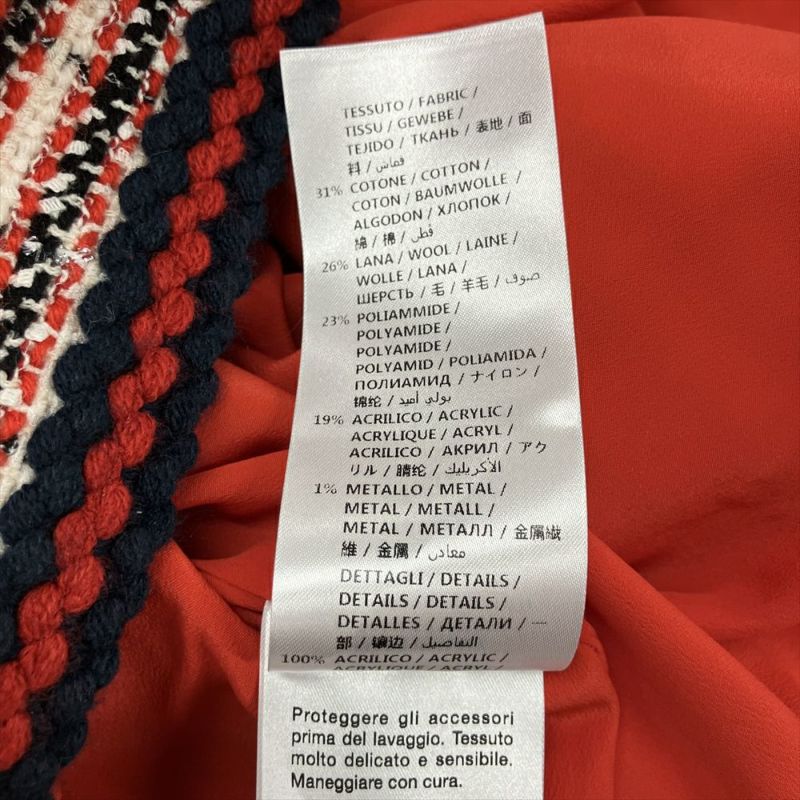 TESSUTO / FABRIC /
TISSU / GEWEBE /
TEJIDO / ТКАНЬ / 表地 / 面
料 / قماش /
31% COTONE / COTTON /
COTON / BAUMWOLLE /
ALGODON / ХЛОПОК /
綿 / 棉 / قطن /
26% LANA / WOOL / LAINE /
WOLLE / LANA /
ШЕРСТЬ / 毛 / 羊毛 / صوف /
23% POLIAMMIDE /
POLYAMIDE /
POLYAMIDE /
POLYAMID / POLIAMIDA /
ПОЛИАМИД / ナイロン /
锦纶 / بولي أميد /
19% ACRILICO / ACRYLIC /
ACRYLIQUE / ACRYL /
ACRILICO / АКРИЛ / アク
リル / 腈纶 / الأكريليك /
1% METALLO / METAL /
METAL / METALL /
METAL / МЕТАЛЛ / 金属繊
維 / 金属 / معادن /
DETTAGLI / DETAILS /
DETAILS / DETAILS /
DETALLES / ДЕТАЛИ / 一
部 / 镶边 / التفاصيل /
100% ACRILICO / ACRYLIC /
ACRYLIQUE / ACRYL /
Proteggere gli accessori
prima del lavaggio. Tessuto
molto delicato e sensibile.
Maneggiare con cura.